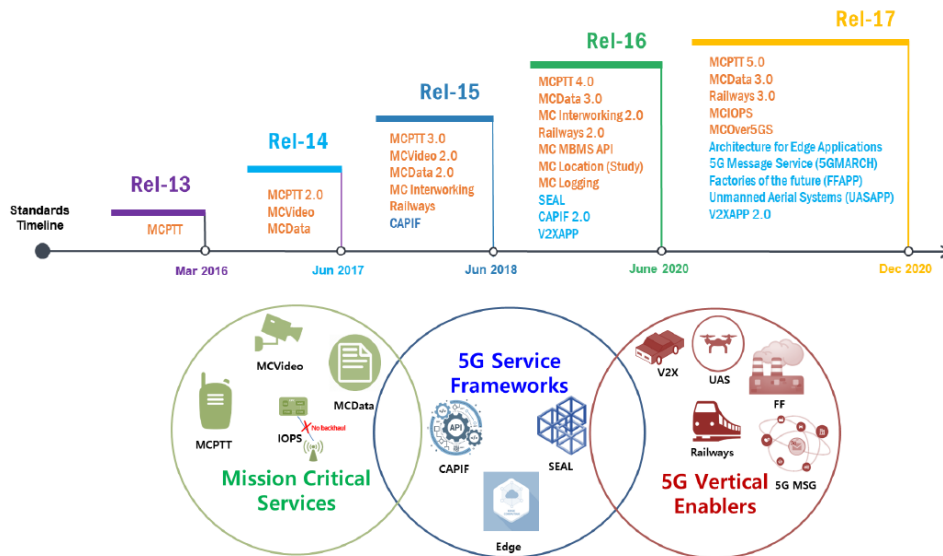 Standards
Timeline
Rel-13
MCPTT
Mar 2016
Rel-14
MCPTT 2.0
MCVideo
MCData
Jun 2017
Rel-15
MCPTT 3.0
MCVideo 2.0
MCData 2.0
MC Interworking
Railways
CAPIF
Jun 2018
Rel-16
MCPTT 4.0
MCData 3.0
MC Interworking 2.0
Railways 2.0
MC MBMS API
MC Location (Study)
MC Logging
SEAL
CAPIF 2.0
V2XAPP
June 2020
Rel-17
MCPTT 5.0
MCData 3.0
Railways 3.0
MCIOPS
MCOver5GS
Architecture for Edge Applications
5G Message Service (5GMARCH)
Factories of the future (FFAPP)
Unmanned Aerial Systems (UASAPP)
V2XAPP 2.0
Dec 2020
MCVideo
MCData
MCPTT
IOPS
No backhaul
Mission Critical
Services
5G Service
Frameworks
API
CAPIF
SEAL
Edge
V2X
UAS
FF
Railways
5G MSG
5G Vertical
Enablers